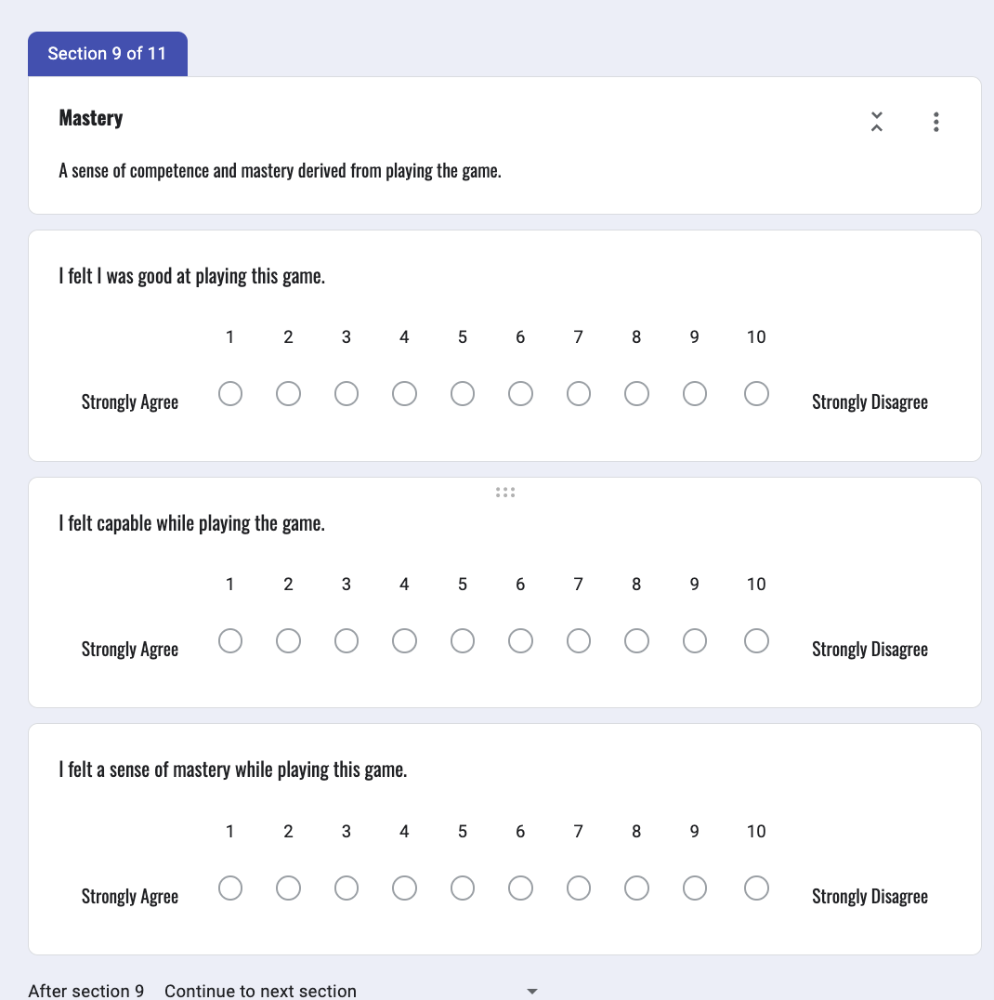 Section 9 of 11
Mastery
A sense of competence and mastery derived from playing the game.
I felt I was good at playing this game.
1 2 3 4 5 6 7 8 9 10
Strongly Agree Strongly Disagree
I felt capable while playing the game.
1 2 3 4 5 6 7 8 9 10
Strongly Agree Strongly Disagree
I felt a sense of mastery while playing this game.
1 2 3 4 5 6 7 8 9 10
Strongly Agree Strongly Disagree
After section 9 Continue to next section